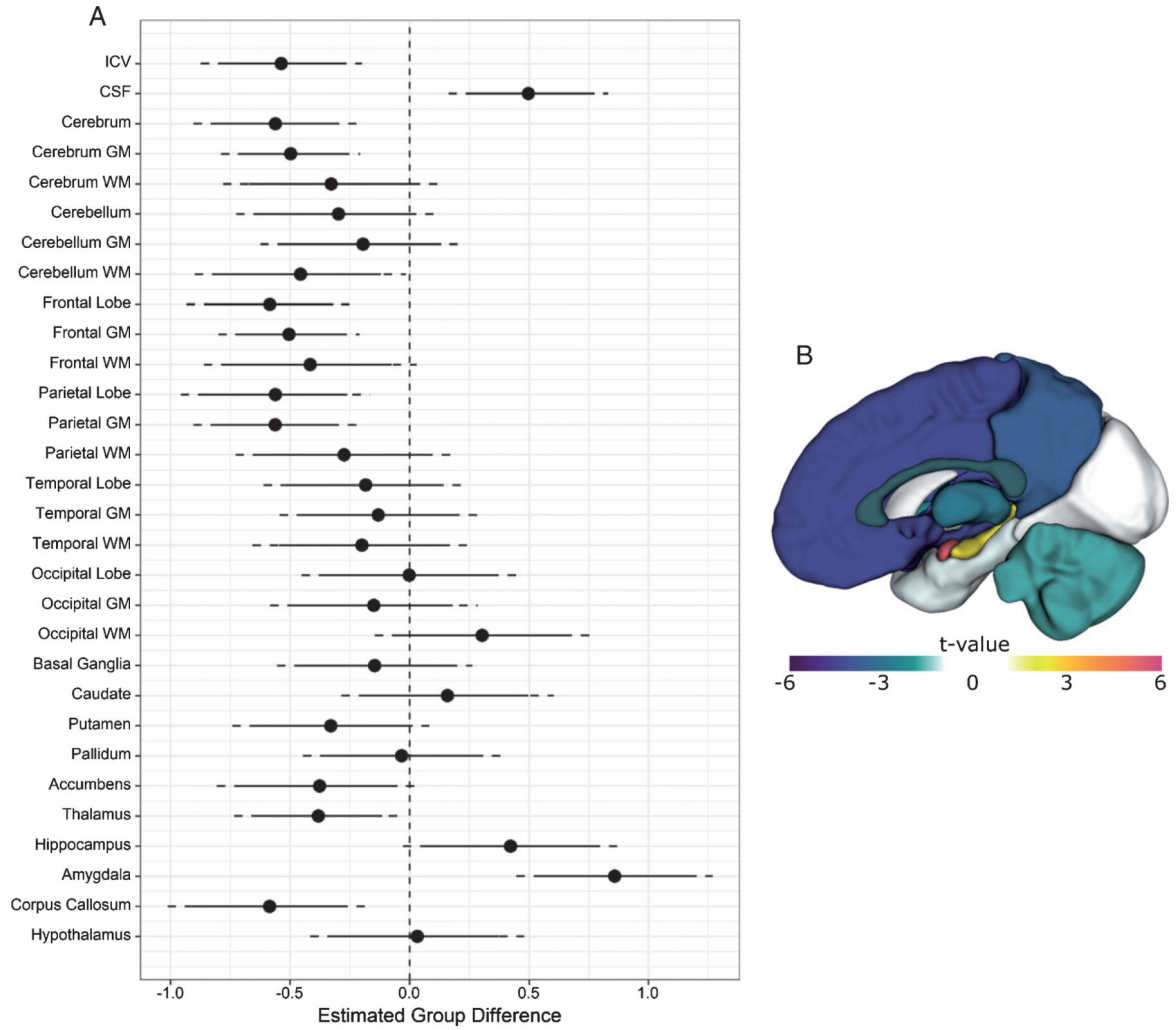 A
ICV
CSF
Cerebrum
Cerebrum GM
Cerebrum WM
Cerebellum
Cerebellum GM
Cerebellum WM
Frontal Lobe
Frontal GM
Frontal WM
Parietal Lobe
Parietal GM
Parietal WM
Temporal Lobe
Temporal GM
Temporal WM
Occipital Lobe
Occipital GM
Occipital WM
Basal Ganglia
Caudate
Putamen
Pallidum
Accumbens
Thalamus
Hippocampus
Amygdala
Corpus Callosum
Hypothalamus
-1.0 -0.5 0.0 0.5 1.0
Estimated Group Difference
B
t-value
-6 -3 0 3 6